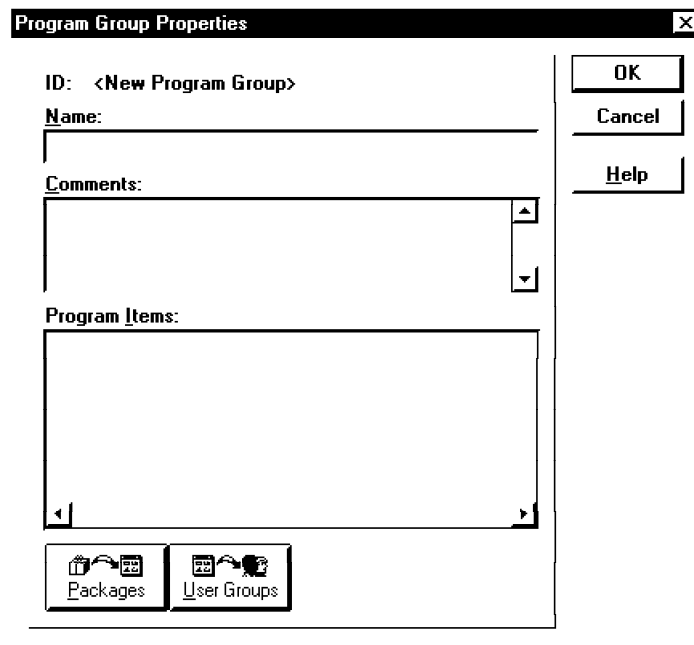 Program Group Properties
ID: <New Program Group>
OK
Name:
Cancel
Help
Comments:
Program Items:
Packages
User Groups